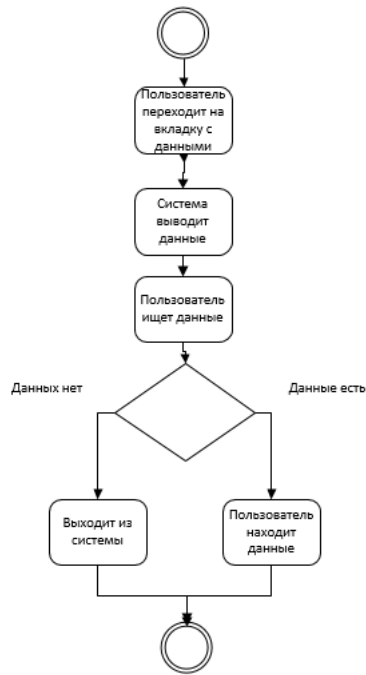 Пользователь
переходит на
вкладку с
данными
Система
выводит
данные
Пользователь
ищет данные
Данных нет
Данные есть
Выходит из
системы
Пользователь
находит
данные